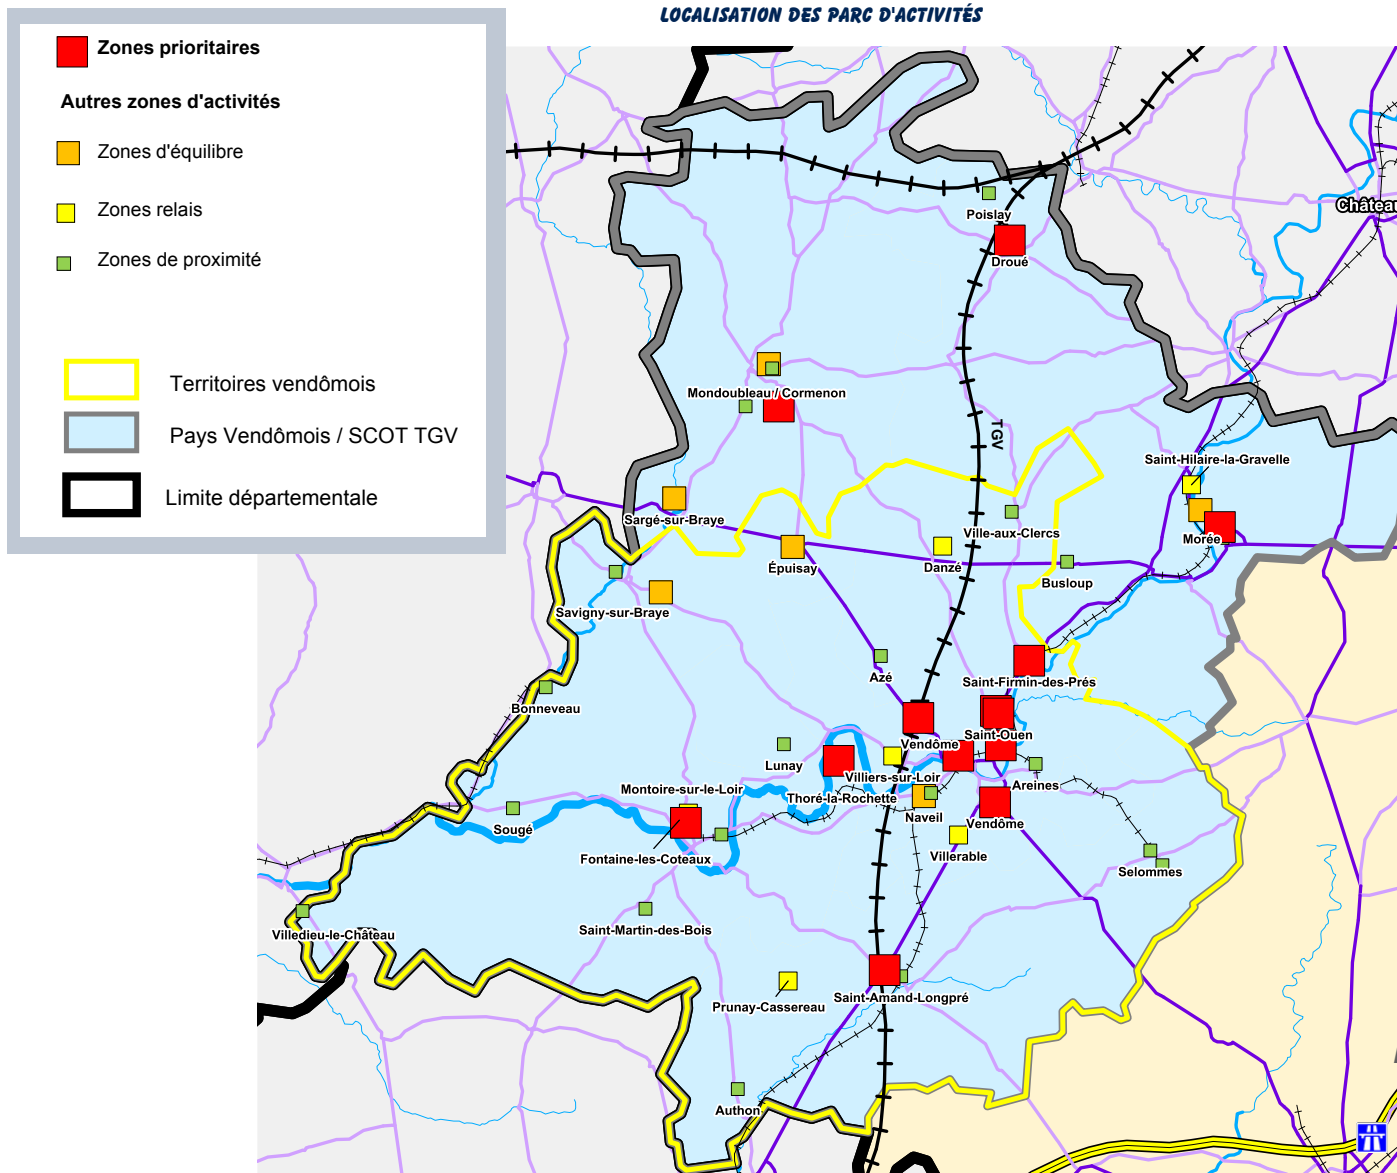 LOCALISATION DES PARC D'ACTIVITÉS
Zones prioritaires
Autres zones d'activités
Zones d'équilibre
Zones relais
Zones de proximité
Territoires vendômois
Pays Vendômois / SCOT TGV
Limite départementale
Château
Poislay
Droué
Mondoubleau / Cormenon
TGV
Saint-Hilaire-la-Gravelle
Sargé-sur-Braye
Ville-aux-Clercs
Morée
Épuisay
Danzé
Busloup
Savigny-sur-Braye
Azé
Saint-Firmin-des-Prés
Bonneveau
Saint-Ouen
Vendôme
Lunay
Villiers-sur-Loir
Areines
Montoire-sur-le-Loir
Thoré-la-Rochette
Naveil
Vendôme
Sougé
Fontaine-les-Coteaux
Villerable
Selommes
Villedieu-le-Château
Saint-Martin-des-Bois
Saint-Amand-Longpré
Prunay-Cassereau
Authon